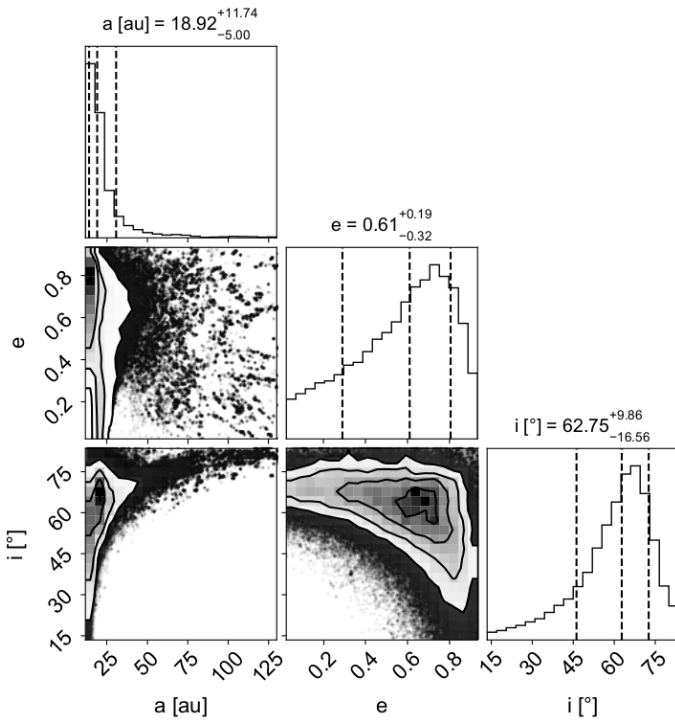 a [au] = 18.92 +11.74 −5.00
e = 0.61 +0.19 −0.32
0.8
0.6
0.4
0.2
e
i [°] = 62.75 +9.86 −16.56
75
60
45
30
15
i [°]
25 50 75 100 125 0.2 0.4 0.6 0.8 15 30 45 60 75
a [au] e i [°]